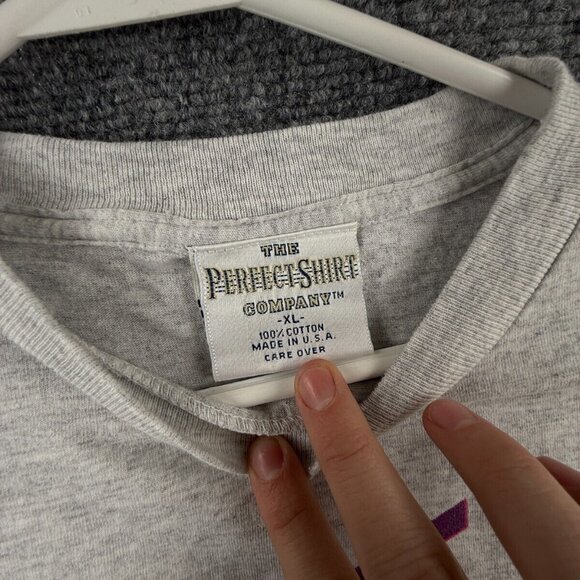 THE
PERFECT SHIRT
COMPANY™
-XL-
100% COTTON
MADE IN U.S.A.
CARE OVER